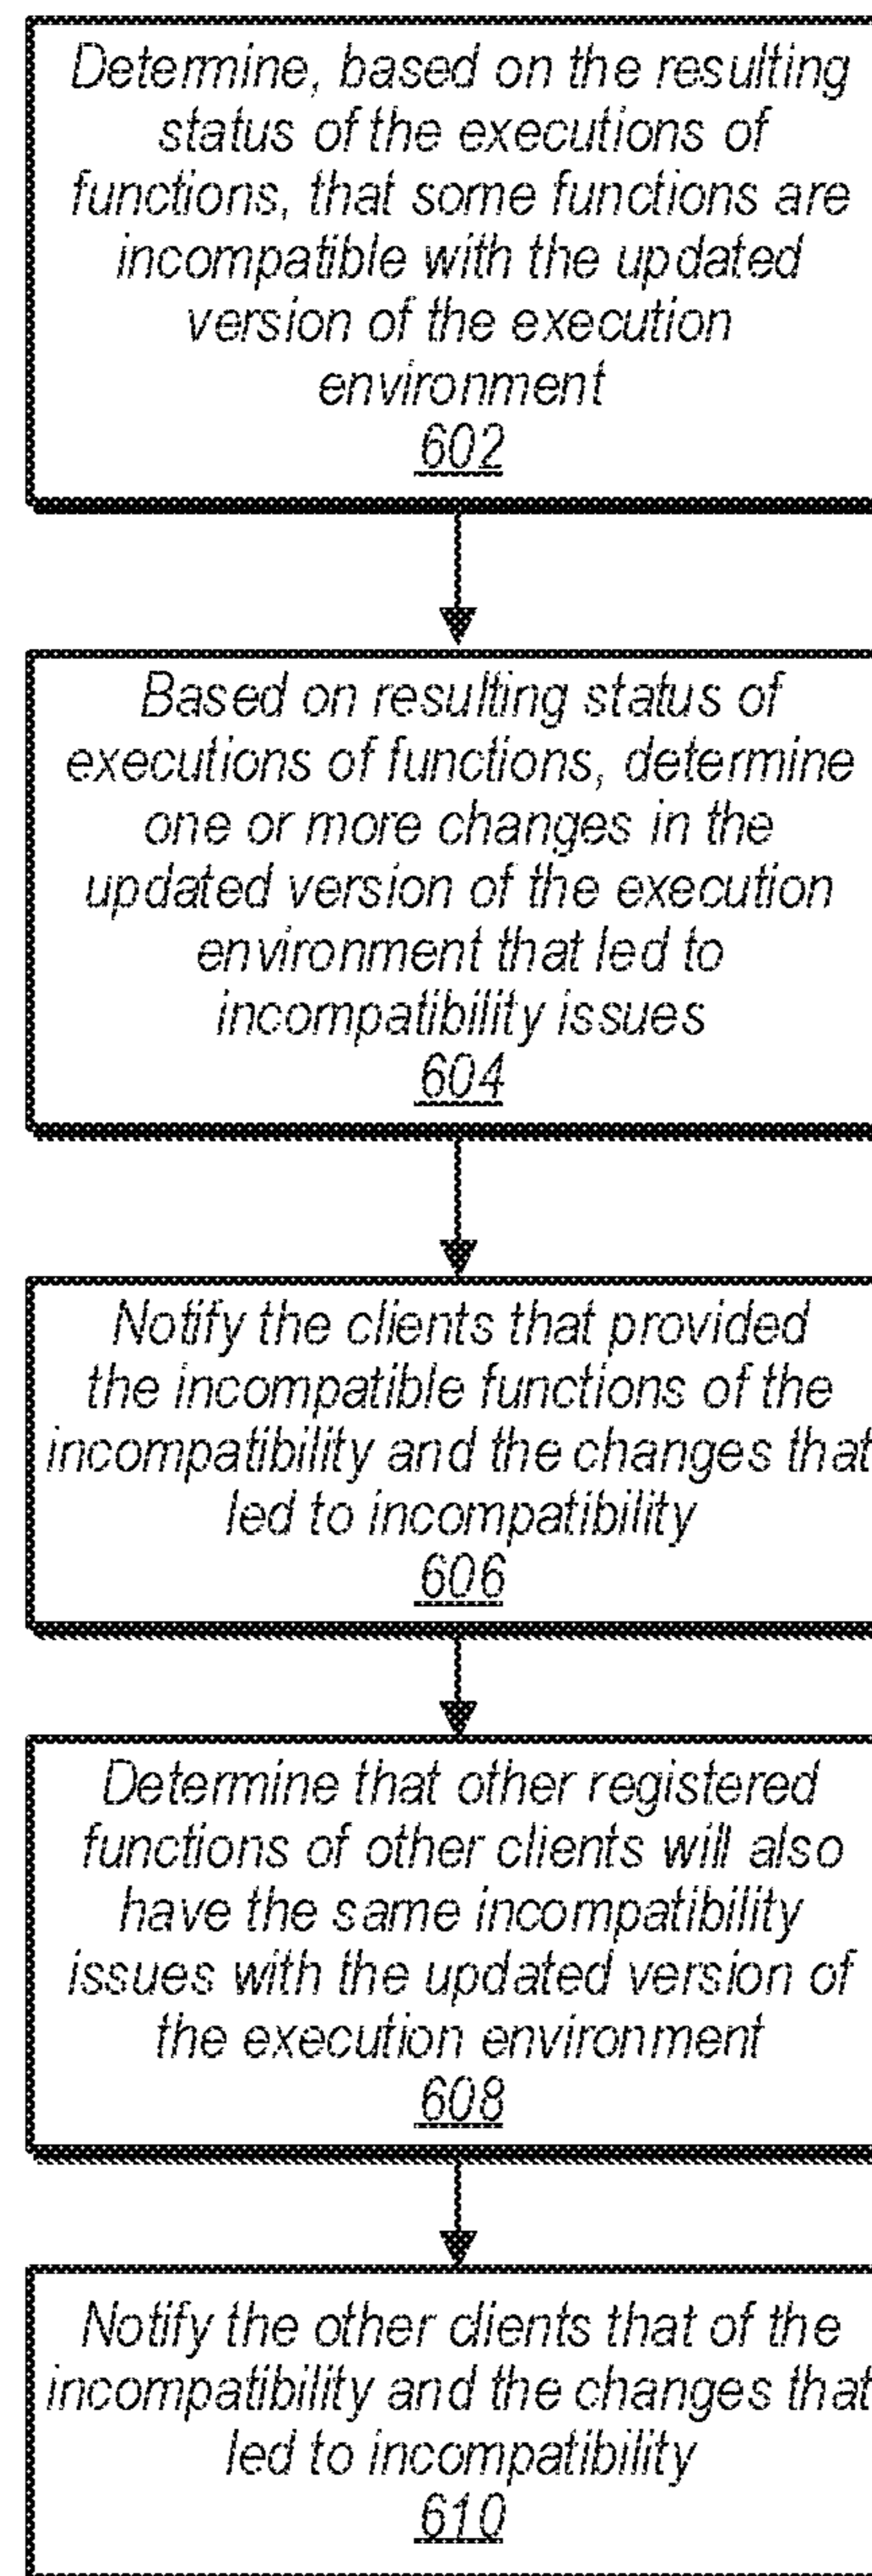 Determine, based on the resulting
status of the executions of
functions, that some functions are
incompatible with the updated
version of the execution
environment
602
Based on resulting status of
executions of functions, determine
one or more changes in the
updated version of the execution
environment that led to
incompatibility issues
604
Notify the clients that provided
the incompatible functions of the
incompatibility and the changes that
led to incompatibility
606
Determine that other registered
functions of other clients will also
have the same incompatibility
issues with the updated version of
the execution environment
608
Notify the other clients that of the
incompatibility and the changes that
led to incompatibility
610